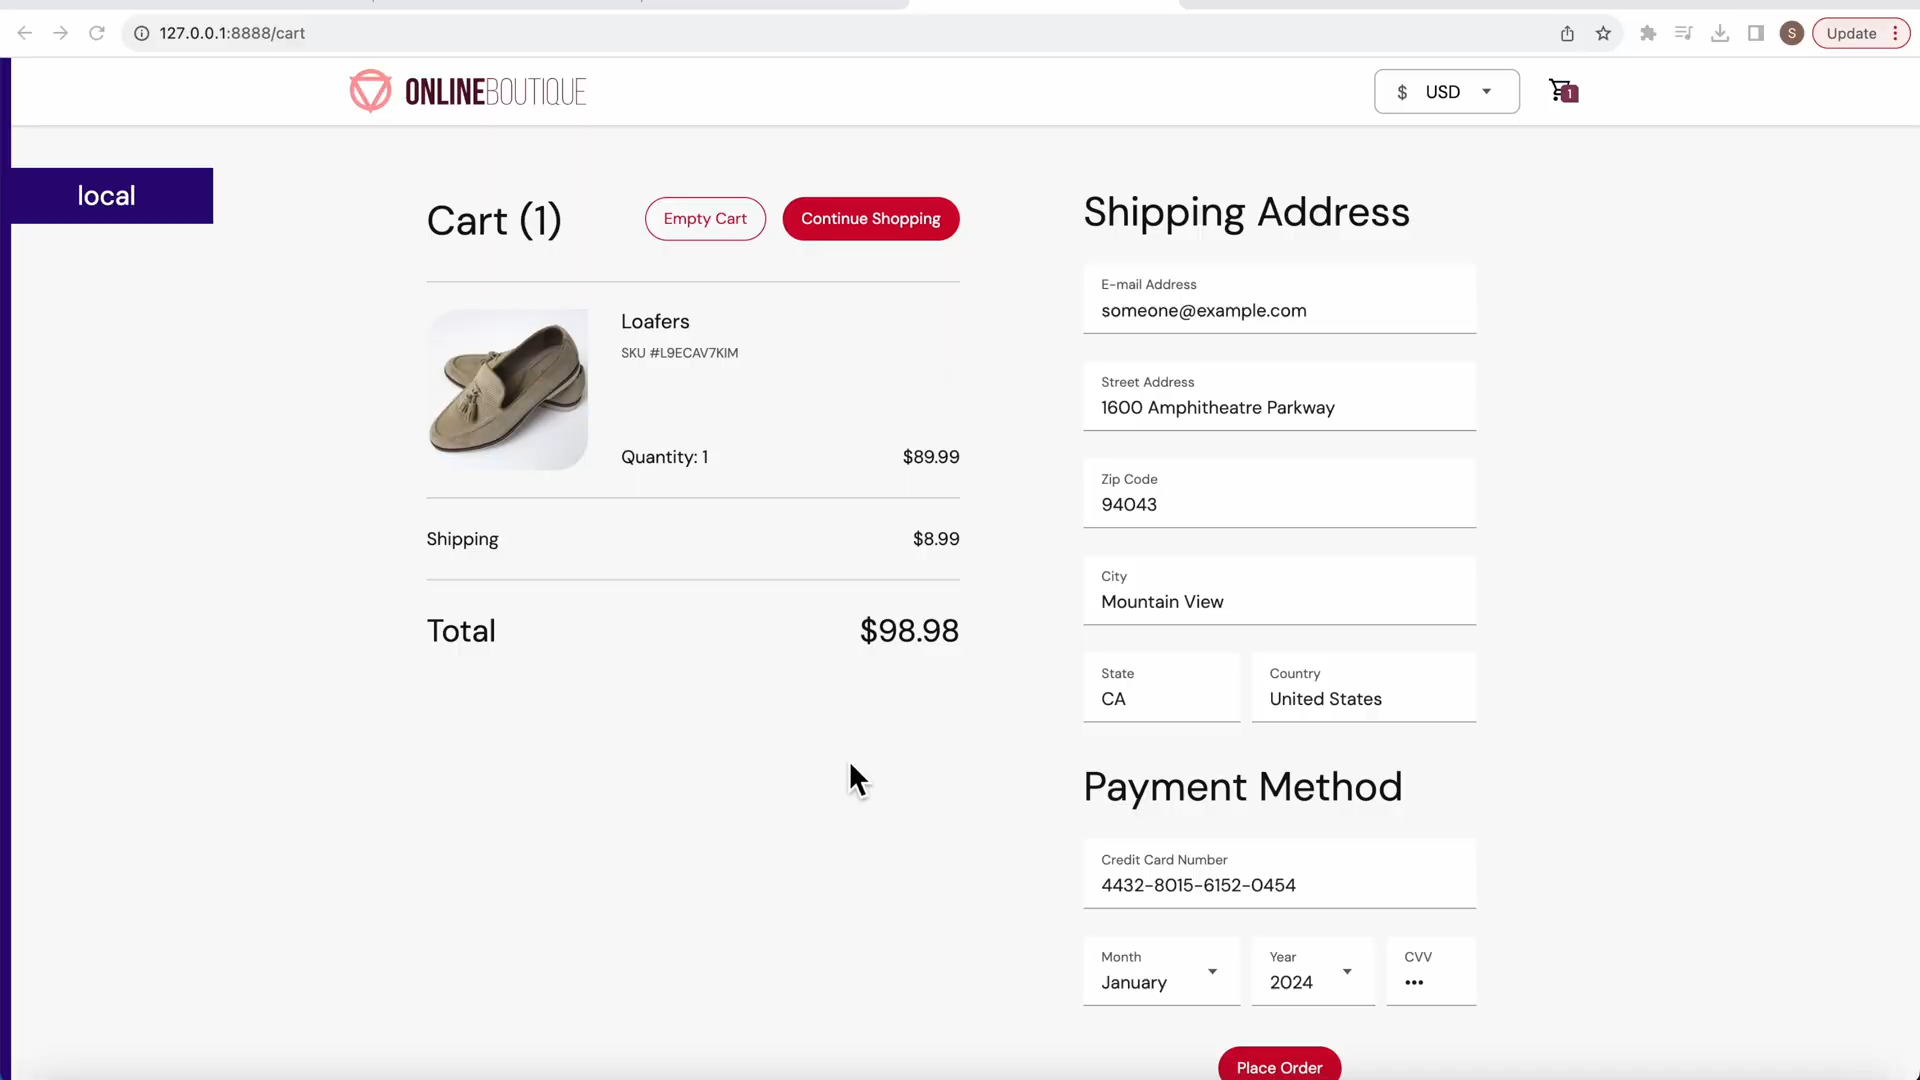 127.0.0.1:8888/cart
S
Update
ONLINEBOUTIQUE
$ USD
1
local
Cart (1)
Empty Cart
Continue Shopping
Loafers
SKU #L9ECAV7KIM
Quantity: 1
$89.99
Shipping
$8.99
Total
$98.98
Shipping Address
E-mail Address
someone@example.com
Street Address
1600 Amphitheatre Parkway
Zip Code
94043
City
Mountain View
State
CA
Country
United States
Payment Method
Credit Card Number
4432-8015-6152-0454
Month
January
Year
2024
CVV
•••
Place Order